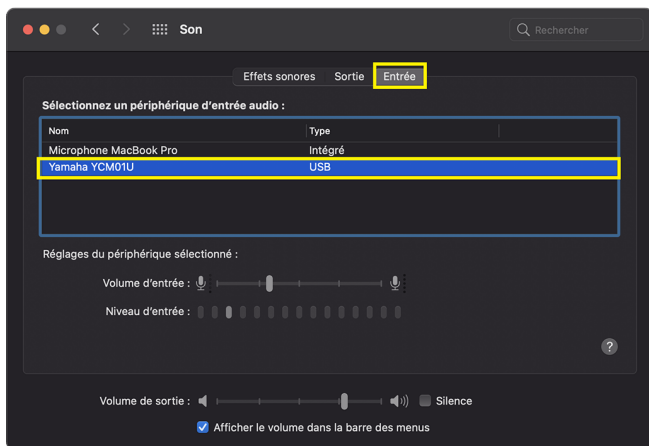 Son
Rechercher
Effets sonores Sortie Entrée
Sélectionnez un périphérique d'entrée audio :
Nom Type
Microphone MacBook Pro Intégré
Yamaha YCM01U USB
Réglages du périphérique sélectionné :
Volume d'entrée :
Niveau d'entrée :
?
Volume de sortie : Silence
Afficher le volume dans la barre des menus